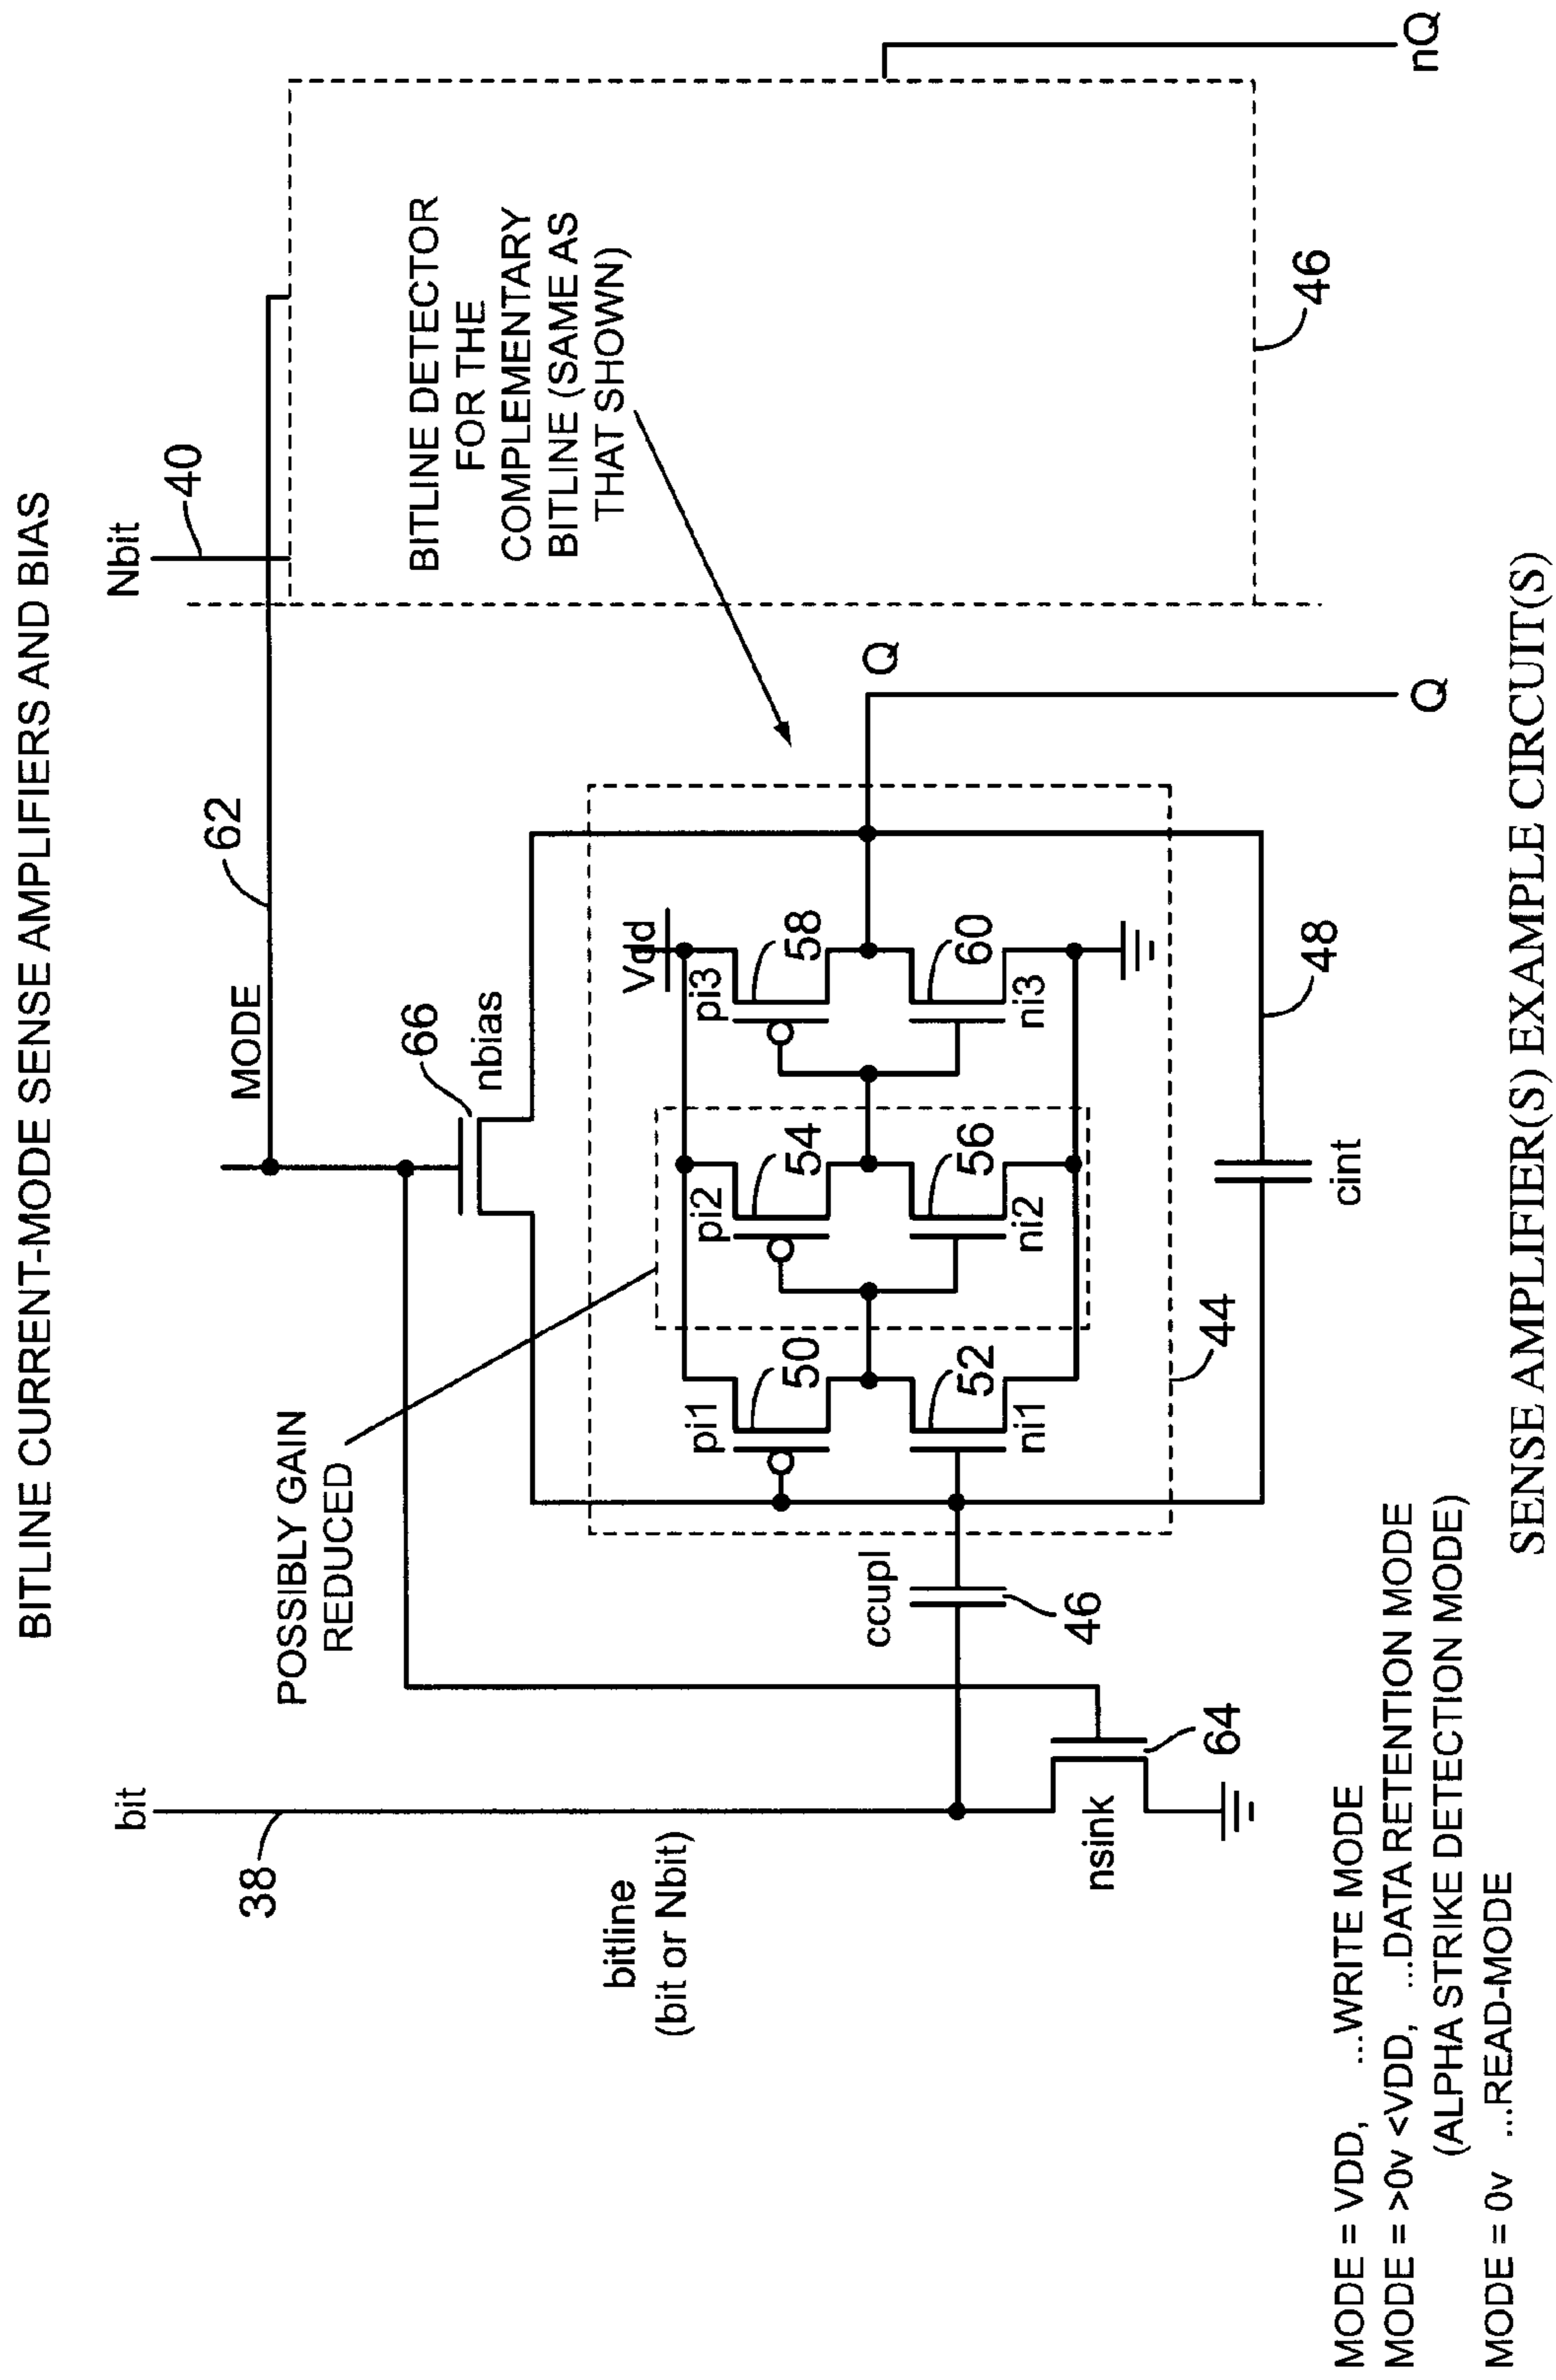 BITLINE CURRENT-MODE SENSE AMPLIFIERS AND BIAS
bit
38
bitline
(bit or Nbit)
nsink
64
ccupl
46
POSSIBLY GAIN
REDUCED
MODE
62
66
nbias
Vdd
pi1
50
ni1
52
pi2
54
ni2
56
pi3
58
ni3
60
44
cint
48
Q
Q
Nbit
40
BITLINE DETECTOR
FOR THE
COMPLEMENTARY
BITLINE (SAME AS
THAT SHOWN)
46
nQ
MODE = VDD, ....WRITE MODE
MODE = >0v <VDD, ...DATA RETENTION MODE
(ALPHA STRIKE DETECTION MODE)
MODE = 0v ...READ-MODE
SENSE AMPLIFIER(S) EXAMPLE CIRCUIT(S)